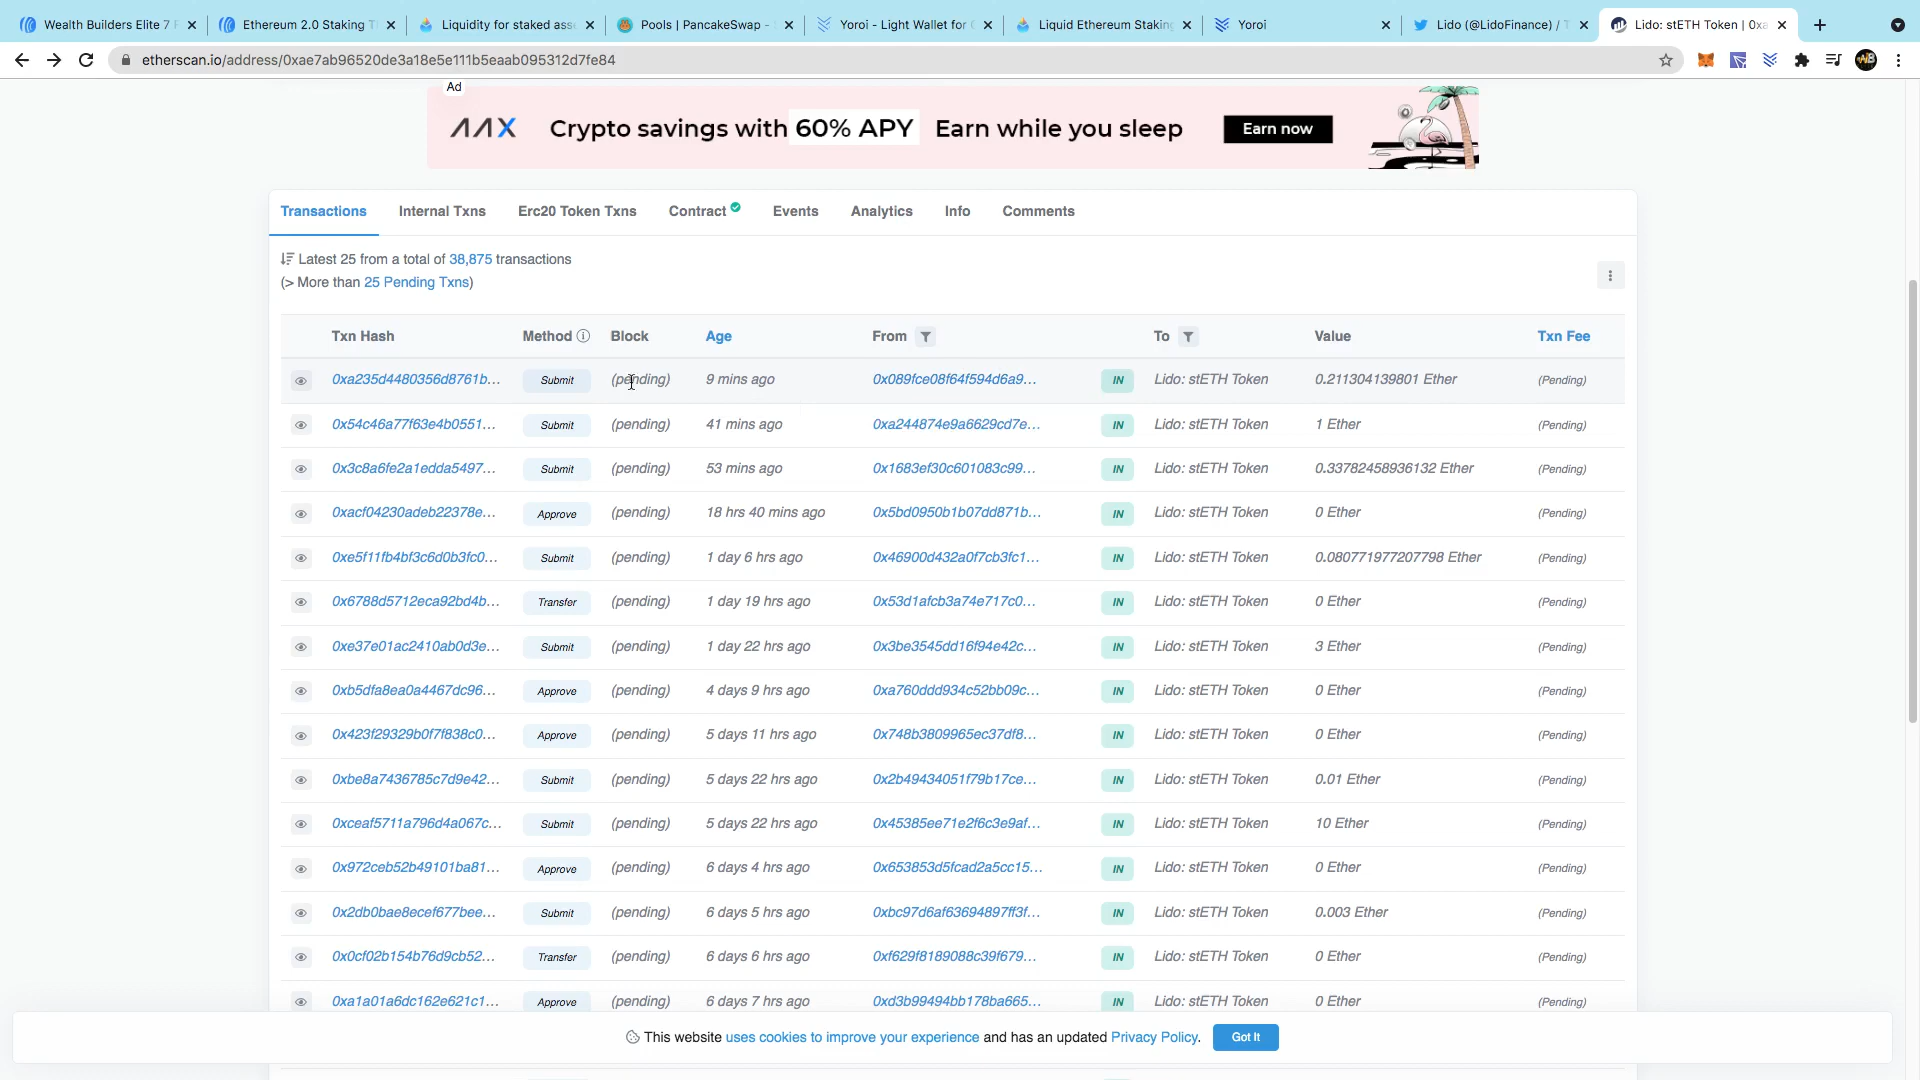 Wealth Builders Elite 7 F
Ethereum 2.0 Staking T
Liquidity for staked ass
Pools | PancakeSwap -
Yoroi - Light Wallet for
Liquid Ethereum Staking
Yoroi
Lido (@LidoFinance) / T
Lido: stETH Token | 0xa
etherscan.io/address/0xae7ab96520de3a18e5e111b5eaab095312d7fe84
Ad
AAX Crypto savings with 60% APY Earn while you sleep Earn now
Transactions Internal Txns Erc20 Token Txns Contract Events Analytics Info Comments
Latest 25 from a total of 38,875 transactions
(> More than 25 Pending Txns)
Txn Hash Method Block Age From To Value Txn Fee
0xa235d4480356d8761b... Submit (pending) 9 mins ago 0x089fce08f64f594d6a9... IN Lido: stETH Token 0.211304139801 Ether (Pending)
0x54c46a77f63e4b0551... Submit (pending) 41 mins ago 0xa244874e9a6629cd7e... IN Lido: stETH Token 1 Ether (Pending)
0x3c8a6fe2a1edda5497... Submit (pending) 53 mins ago 0x1683ef30c601083c99... IN Lido: stETH Token 0.33782458936132 Ether (Pending)
0xacf04230adeb22378e... Approve (pending) 18 hrs 40 mins ago 0x5bd0950b1b07dd871b... IN Lido: stETH Token 0 Ether (Pending)
0xe5f11fb4bf3c6d0b3fc0... Submit (pending) 1 day 6 hrs ago 0x46900d432a0f7cb3fc1... IN Lido: stETH Token 0.080771977207798 Ether (Pending)
0x6788d5712eca92bd4b... Transfer (pending) 1 day 19 hrs ago 0x53d1afcb3a74e717c0... IN Lido: stETH Token 0 Ether (Pending)
0xe37e01ac2410ab0d3e... Submit (pending) 1 day 22 hrs ago 0x3be3545dd16f94e42c... IN Lido: stETH Token 3 Ether (Pending)
0xb5dfa8ea0a4467dc96... Approve (pending) 4 days 9 hrs ago 0xa760ddd934c52bb09c... IN Lido: stETH Token 0 Ether (Pending)
0x423f29329b0f7f838c0... Approve (pending) 5 days 11 hrs ago 0x748b3809965ec37df8... IN Lido: stETH Token 0 Ether (Pending)
0xbe8a7436785c7d9e42... Submit (pending) 5 days 22 hrs ago 0x2b49434051f79b17ce... IN Lido: stETH Token 0.01 Ether (Pending)
0xceaf5711a796d4a067c... Submit (pending) 5 days 22 hrs ago 0x45385ee71e2f6c3e9af... IN Lido: stETH Token 10 Ether (Pending)
0x972ceb52b49101ba81... Approve (pending) 6 days 4 hrs ago 0x653853d5fcad2a5cc15... IN Lido: stETH Token 0 Ether (Pending)
0x2db0bae8ecef677bee... Submit (pending) 6 days 5 hrs ago 0xbc97d6af63694897ff3f... IN Lido: stETH Token 0.003 Ether (Pending)
0x0cf02b154b76d9cb52... Transfer (pending) 6 days 6 hrs ago 0xf629f8189088c39f679... IN Lido: stETH Token 0 Ether (Pending)
0xa1a01a6dc162e621c1... Approve (pending) 6 days 7 hrs ago 0xd3b99494bb178ba665... IN Lido: stETH Token 0 Ether (Pending)
This website uses cookies to improve your experience and has an updated Privacy Policy. Got It